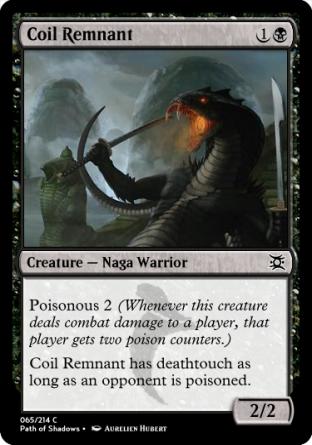 Coil Remnant 1
Creature — Naga Warrior
Poisonous 2 (Whenever this creature
deals combat damage to a player, that
player gets two poison counters.)
Coil Remnant has deathtouch as
long as an opponent is poisoned.
2/2
065/214 C
Path of Shadows • Aurelien Hubert